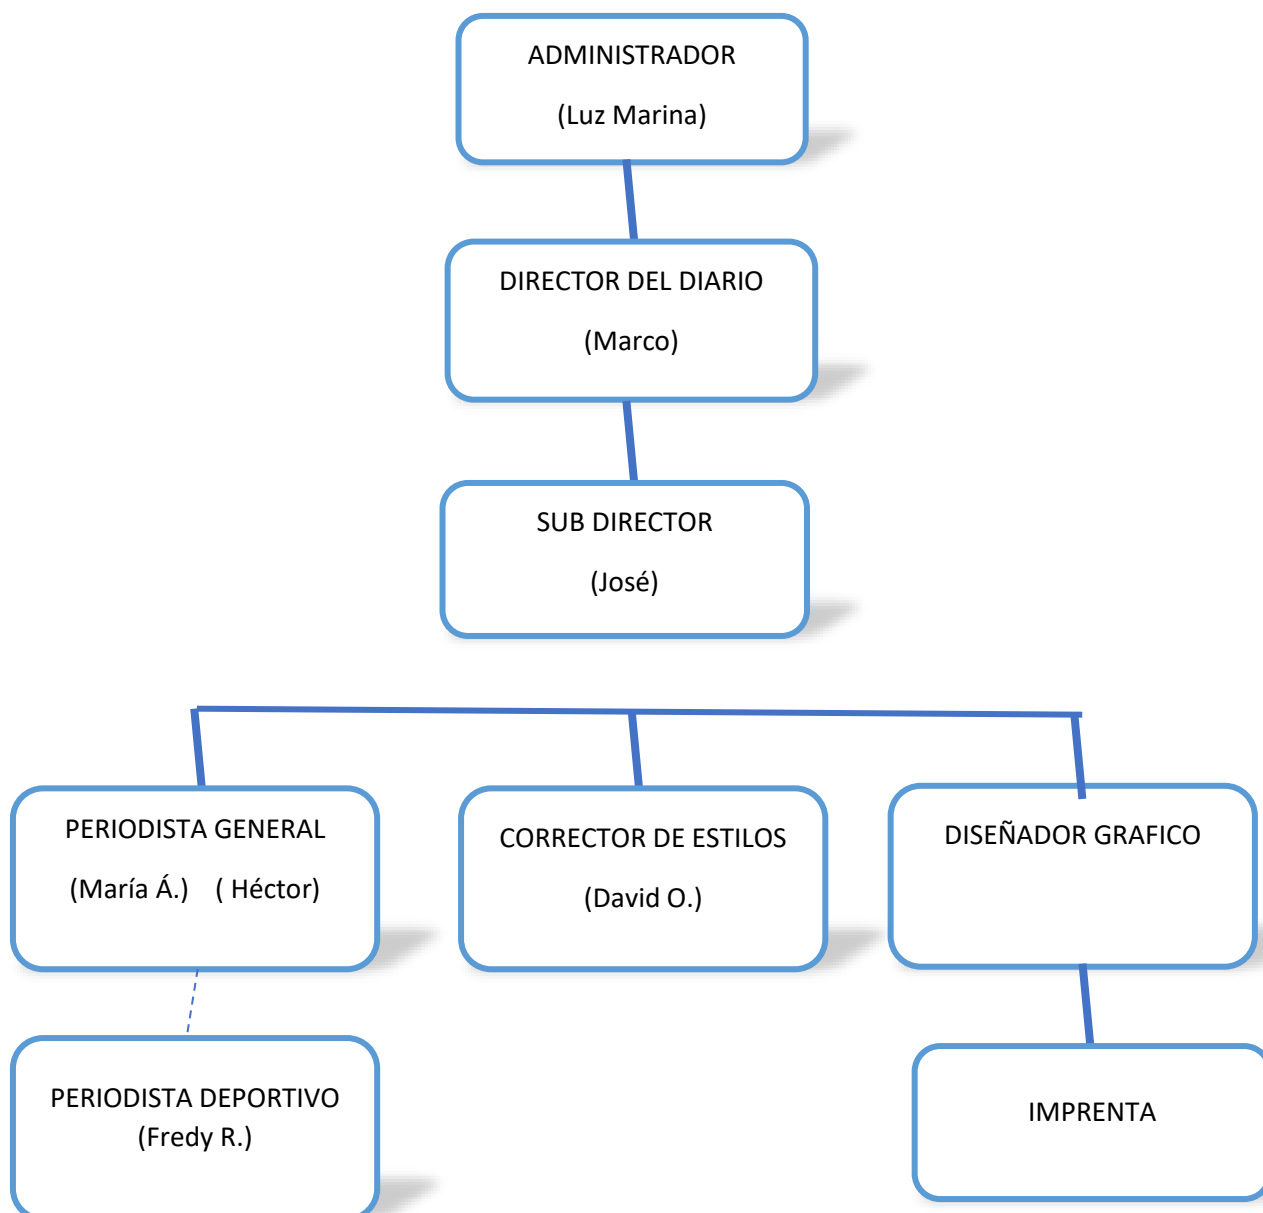 ADMINISTRADOR
(Luz Marina)
DIRECTOR DEL DIARIO
(Marco)
SUB DIRECTOR
(José)
PERIODISTA GENERAL
(María Á.) ( Héctor)
CORRECTOR DE ESTILOS
(David O.)
DISEÑADOR GRAFICO
PERIODISTA DEPORTIVO
(Fredy R.)
IMPRENTA